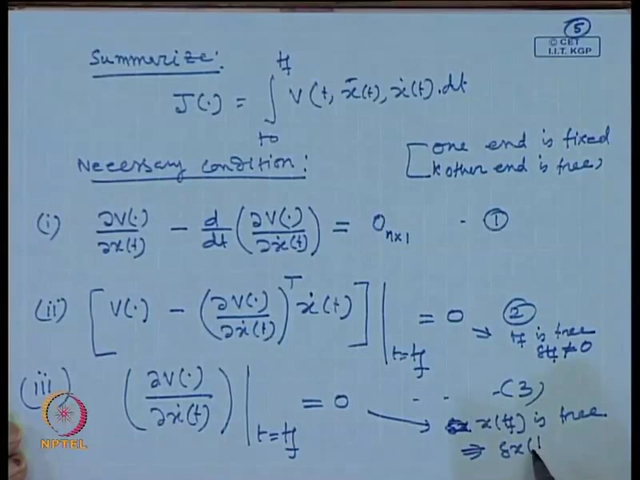 5
© CET
I.I.T. KGP
Summarize:
J(·) = ∫_{t0}^{tf} V(t, x(t), ẋ(t)).dt
Necessary condition:
[one end is fixed
& other end is free,
(i) ∂V(·)/∂x(t) − d/dt (∂V(·)/∂ẋ(t)) = 0_{n×1} - ①
(ii) [V(·) − (∂V(·)/∂ẋ(t))^T ẋ(t)]|_{t=tf} = 0 → ②
tf is free
δtf ≠ 0
(iii) (∂V(·)/∂ẋ(t))|_{t=tf} = 0 - - -(3)
→ x(tf) is free
⇒ δx(
NPTEL